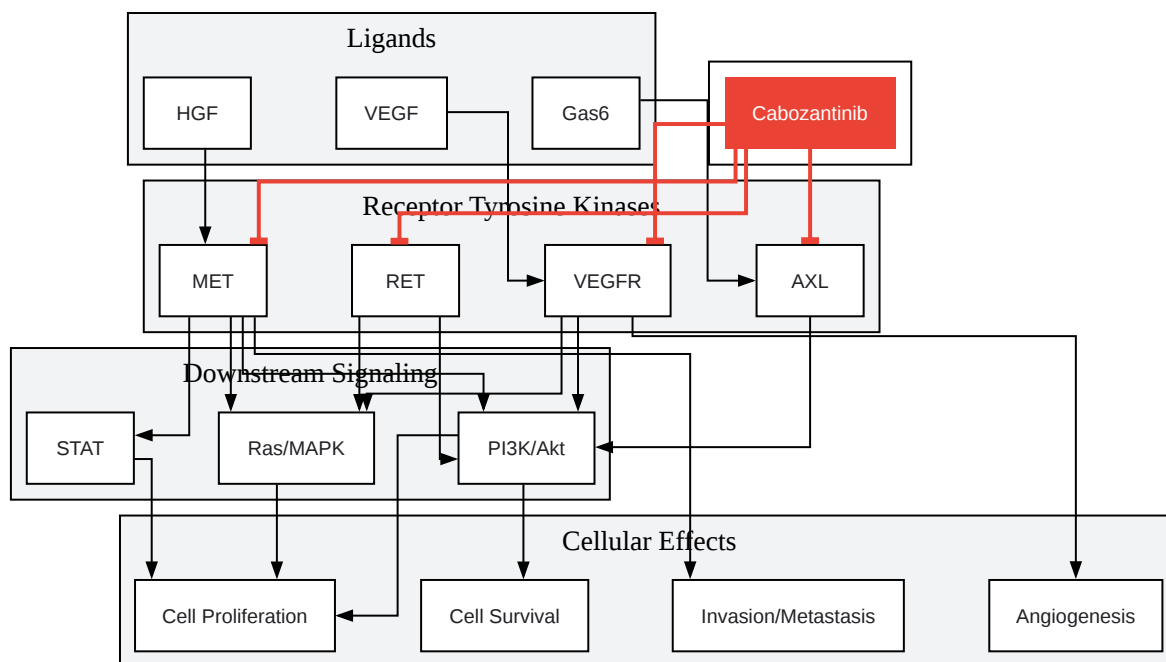 Ligands
HGF
VEGF
Gas6
Cabozantinib
Receptor Tyrosine Kinases
MET
RET
VEGFR
AXL
Downstream Signaling
STAT
Ras/MAPK
PI3K/Akt
Cellular Effects
Cell Proliferation
Cell Survival
Invasion/Metastasis
Angiogenesis